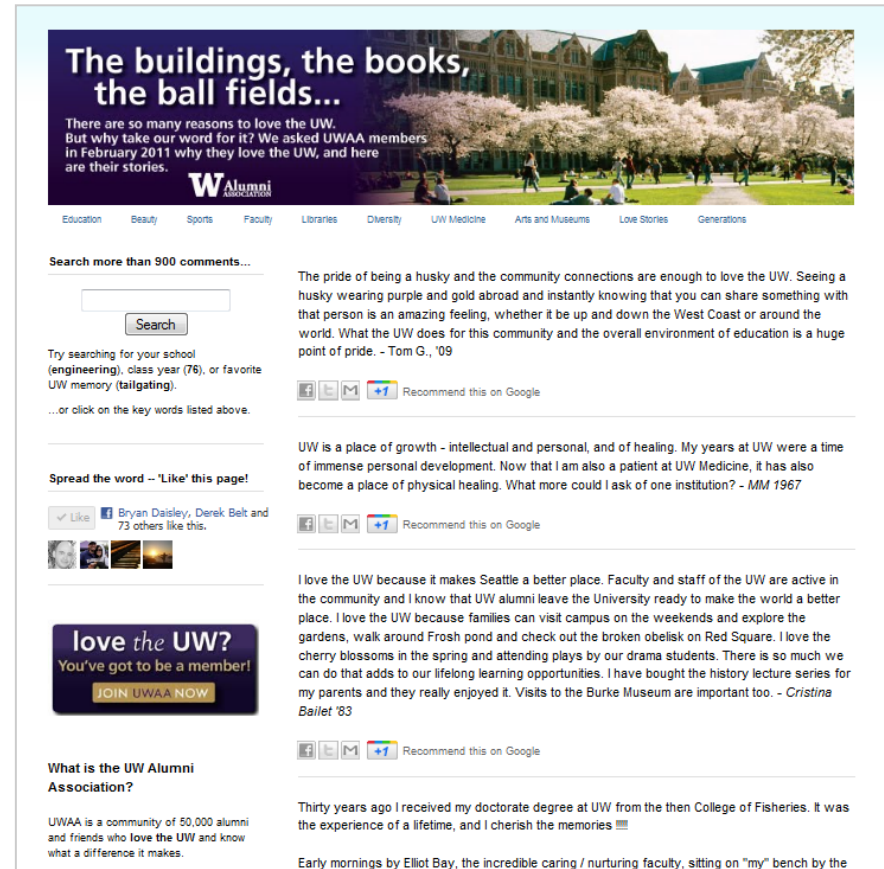 The buildings, the books,
the ball fields...
There are so many reasons to love the UW.
But why take our word for it? We asked UWAA members
in February 2011 why they love the UW, and here
are their stories.
W Alumni
ASSOCIATION
Education Beauty Sports Faculty Libraries Diversity UW Medicine Arts and Museums Love Stories Generations
Search more than 900 comments...
Search
Try searching for your school
(engineering), class year (76), or favorite
UW memory (tailgating).
...or click on the key words listed above.
Spread the word -- 'Like' this page!
Like
Bryan Daisley, Derek Belt and
73 others like this.
love the UW?
You've got to be a member!
JOIN UWAA NOW
What is the UW Alumni
Association?
UWAA is a community of 50,000 alumni
and friends who love the UW and know
what a difference it makes.
The pride of being a husky and the community connections are enough to love the UW. Seeing a
husky wearing purple and gold abroad and instantly knowing that you can share something with
that person is an amazing feeling, whether it be up and down the West Coast or around the
world. What the UW does for this community and the overall environment of education is a huge
point of pride. - Tom G., '09
+1 Recommend this on Google
UW is a place of growth - intellectual and personal, and of healing. My years at UW were a time
of immense personal development. Now that I am also a patient at UW Medicine, it has also
become a place of physical healing. What more could I ask of one institution? - MM 1967
+1 Recommend this on Google
I love the UW because it makes Seattle a better place. Faculty and staff of the UW are active in
the community and I know that UW alumni leave the University ready to make the world a better
place. I love the UW because families can visit campus on the weekends and explore the
gardens, walk around Frosh pond and check out the broken obelisk on Red Square. I love the
cherry blossoms in the spring and attending plays by our drama students. There is so much we
can do that adds to our lifelong learning opportunities. I have bought the history lecture series for
my parents and they really enjoyed it. Visits to the Burke Museum are important too. - Cristina
Bailet '83
+1 Recommend this on Google
Thirty years ago I received my doctorate degree at UW from the then College of Fisheries. It was
the experience of a lifetime, and I cherish the memories
Early mornings by Elliot Bay, the incredible caring / nurturing faculty, sitting on "my" bench by the